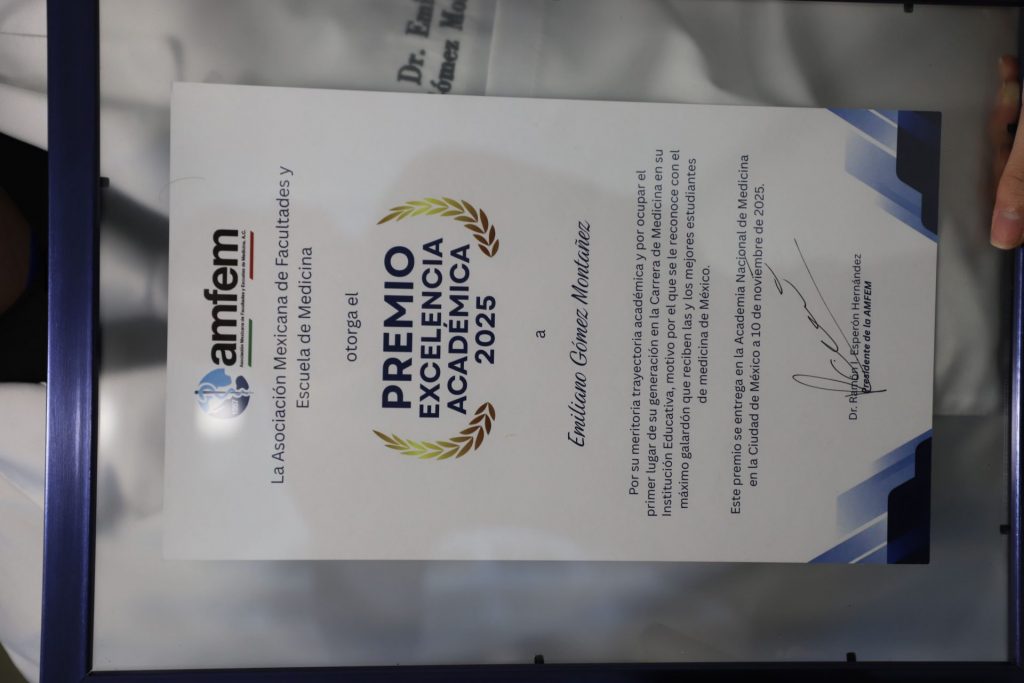 Dr. Emi
ómez Mo
amfem
Asociación Mexicana de Facultades y Escuelas de Medicina, A.C.
La Asociación Mexicana de Facultades y
Escuela de Medicina
otorga el
PREMIO
EXCELENCIA
ACADÉMICA
2025
a
Emiliano Gómez Montañez
Por su meritoria trayectoria académica y por ocupar el
primer lugar de su generación en la Carrera de Medicina en su
Institución Educativa, motivo por el que se le reconoce con el
máximo galardón que reciben las y los mejores estudiantes
de medicina de México.
Este premio se entrega en la Academia Nacional de Medicina
en la Ciudad de México a 10 de noviembre de 2025.
Dr. Ramón I. Esperón Hernández
Presidente de la AMFEM